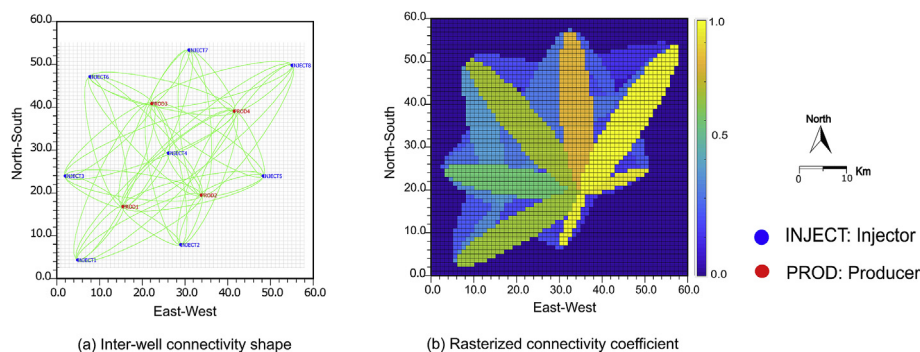 60.0
50.0
40.0
30.0
20.0
10.0
0.0
North-South
INJECT7
INJECT8
INJECT6
PROD3
PROD4
INJECT4
INJECT3
INJECT5
PROD2
PROD1
INJECT2
INJECT1
0.0 10.0 20.0 30.0 40.0 50.0 60.0
East-West
(a) Inter-well connectivity shape
60.0
50.0
40.0
30.0
20.0
10.0
0.0
North-South
0.0 10.0 20.0 30.0 40.0 50.0 60.0
East-West
(b) Rasterized connectivity coefficient
1.0
0.5
0.0
North
Km
0 10
INJECT: Injector
PROD: Producer